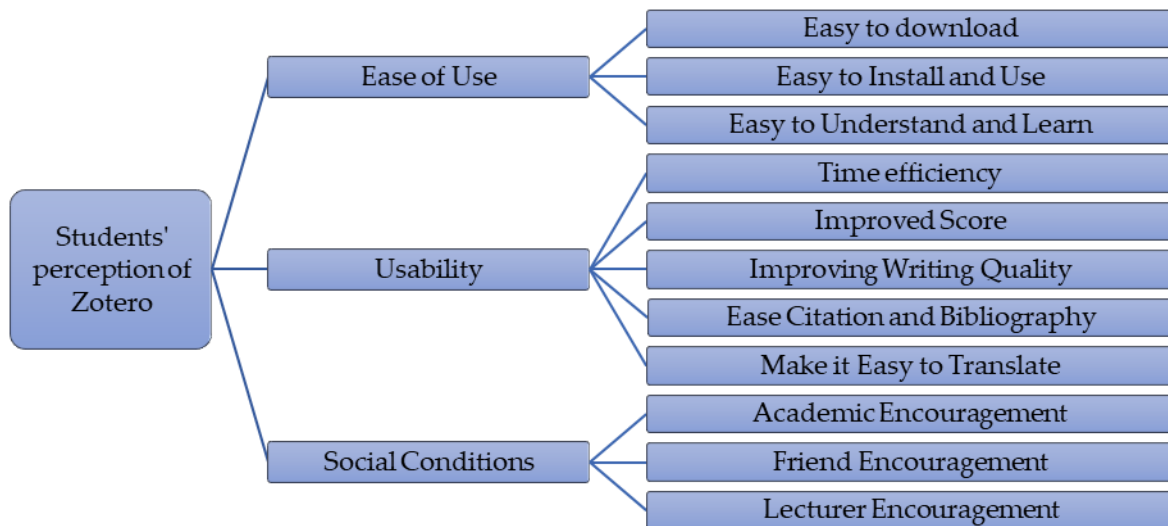 Students'
perception of
Zotero
Ease of Use
Easy to download
Easy to Install and Use
Easy to Understand and Learn
Usability
Time efficiency
Improved Score
Improving Writing Quality
Ease Citation and Bibliography
Make it Easy to Translate
Social Conditions
Academic Encouragement
Friend Encouragement
Lecturer Encouragement